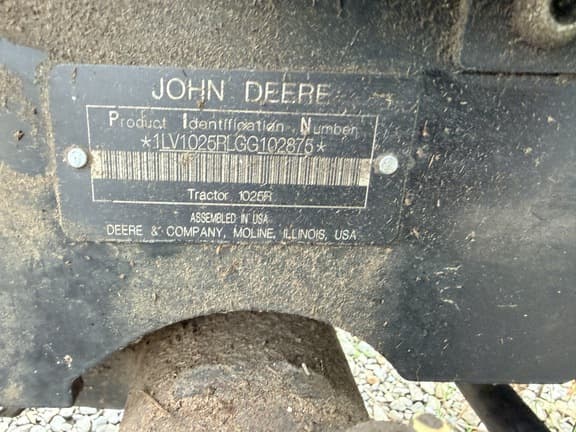 JOHN DEERE
Product Identification Number
*1LV1025RLGG102875*
Tractor 1025R
ASSEMBLED IN USA
DEERE & COMPANY, MOLINE, ILLINOIS, USA